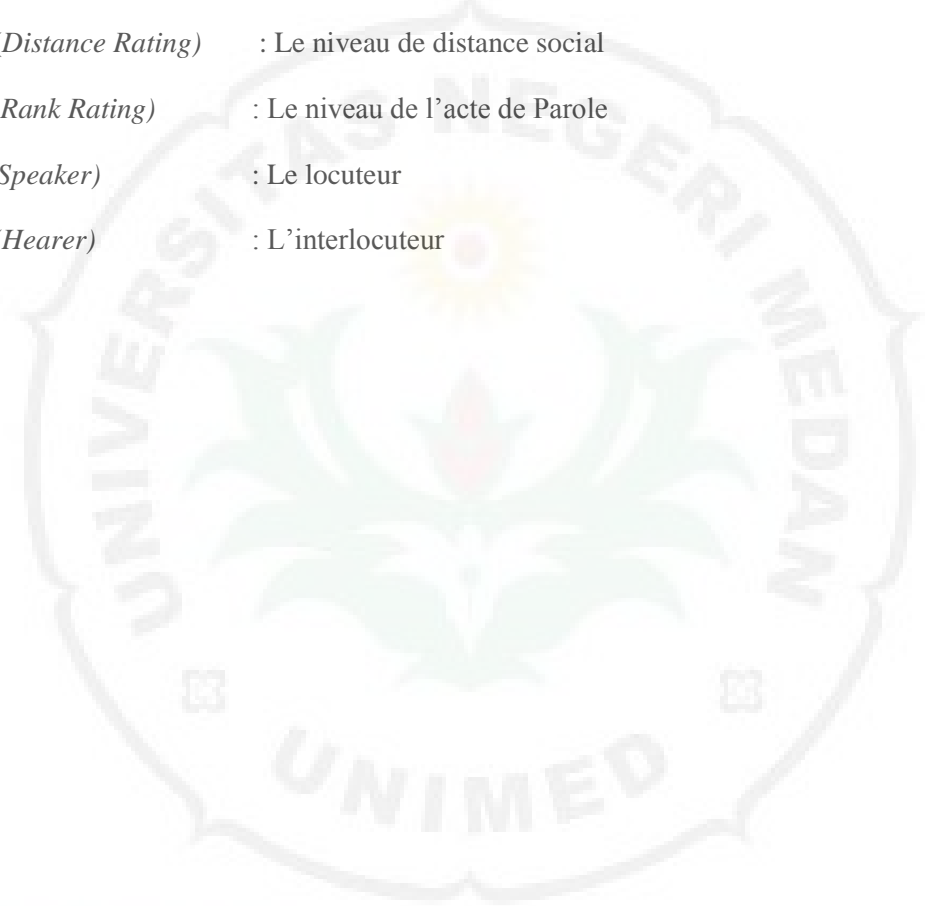 (Distance Rating) : Le niveau de distance social
Rank Rating) : Le niveau de l’acte de Parole
Speaker) : Le locuteur
Hearer) : L’interlocuteur
UNIVERSITAS NEGERI MEDAN
UNIMED